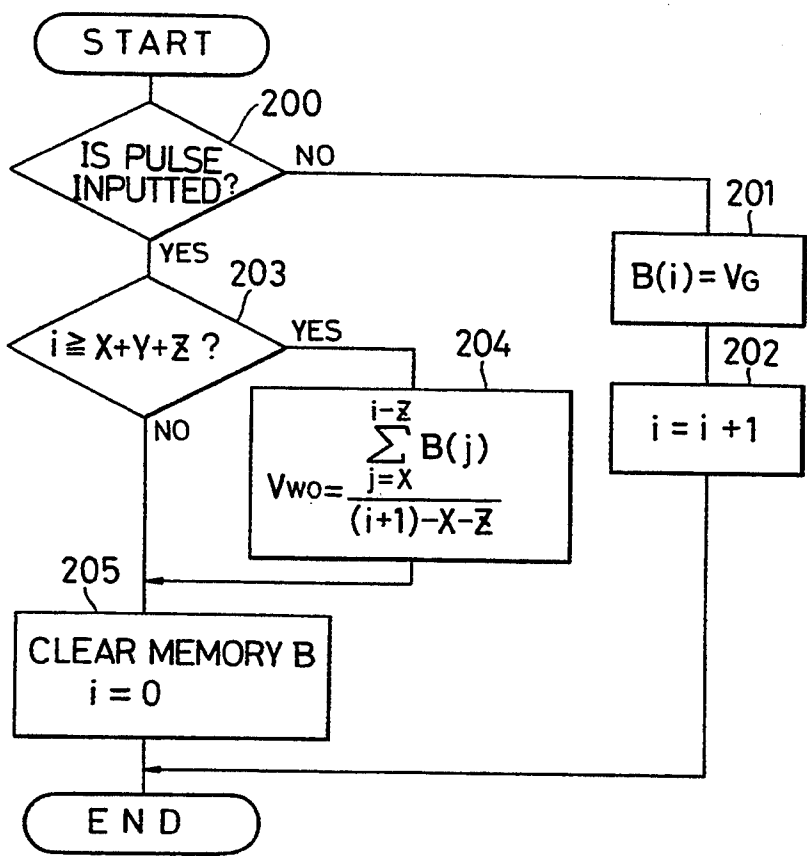 START
200
IS PULSE
INPUTTED?
NO
201
B(i)=VG
YES
203
i ≧ X+Y+Z ?
YES
204
202
i = i +1
NO
i-Z
∑ B(j)
j=X
VWO=
(i+1)-X-Z
205
CLEAR MEMORY B
i = 0
END